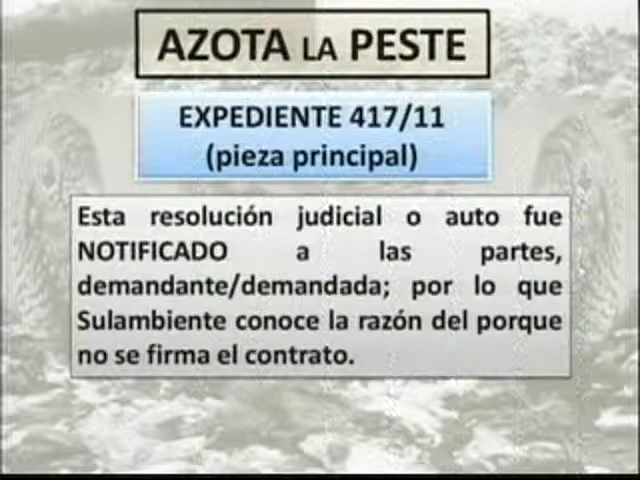 AZOTA LA PESTE
EXPEDIENTE 417/11
(pieza principal)
Esta resolución judicial o auto fue
NOTIFICADO a las partes,
demandante/demandada; por lo que
Sulambiente conoce la razón del porque
no se firma el contrato.